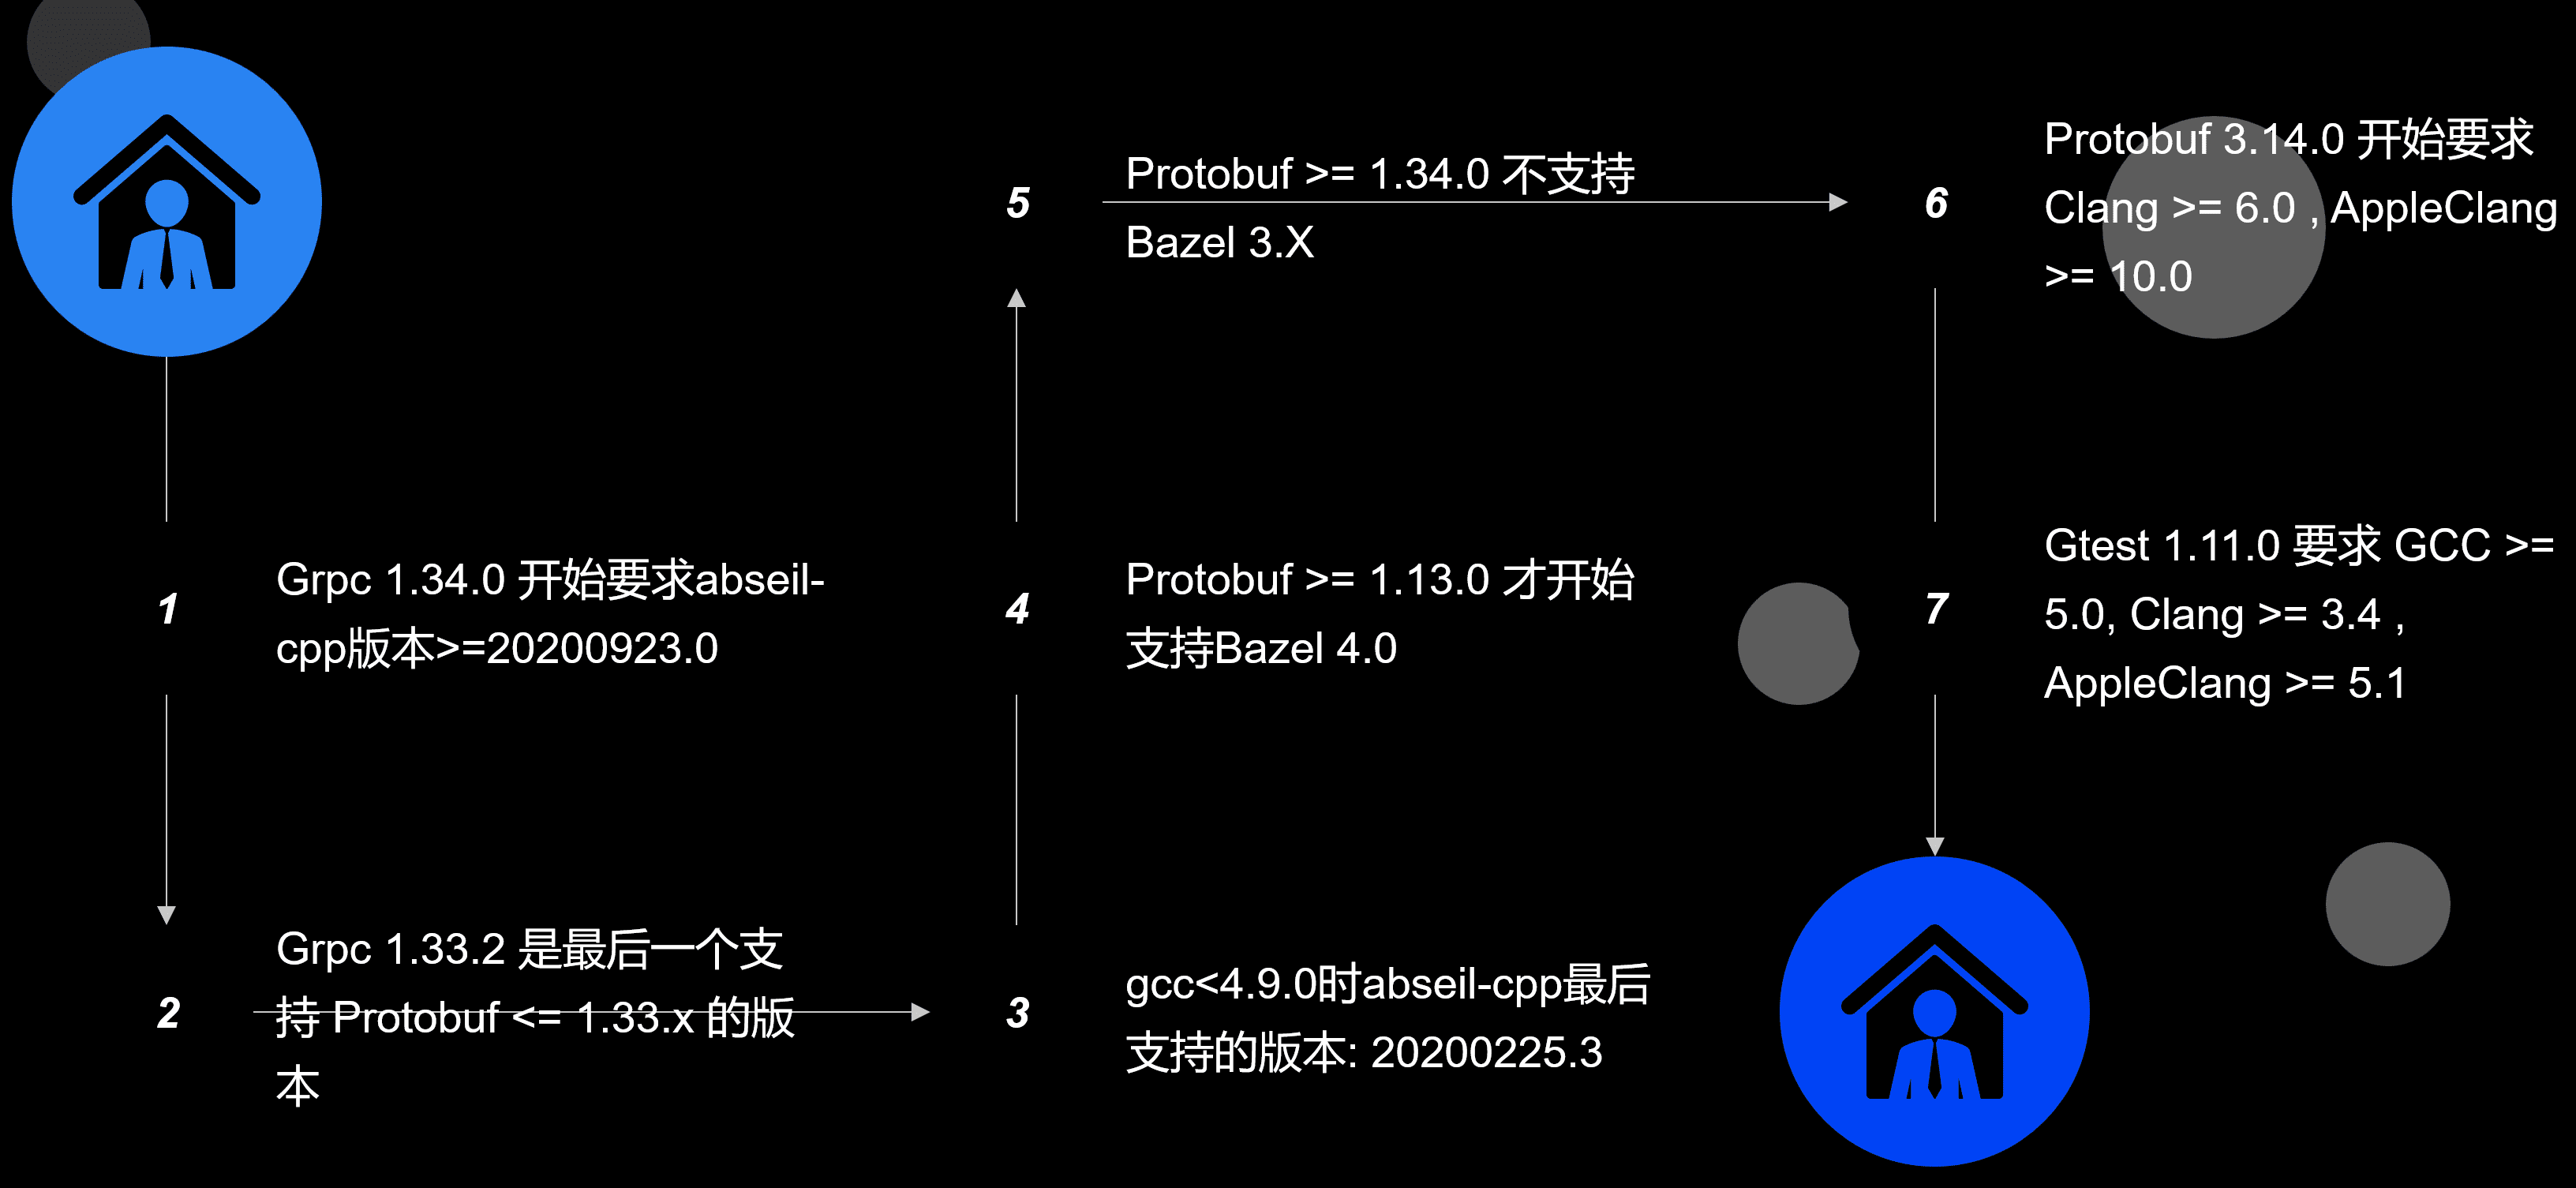 1
Grpc 1.34.0 开始要求abseil-
cpp版本>=20200923.0
2
Grpc 1.33.2 是最后一个支
持 Protobuf <= 1.33.x 的版
本
3
gcc<4.9.0时abseil-cpp最后
支持的版本: 20200225.3
4
Protobuf >= 1.13.0 才开始
支持Bazel 4.0
5
Protobuf >= 1.34.0 不支持
Bazel 3.X
6
Protobuf 3.14.0 开始要求
Clang >= 6.0 , AppleClang
>= 10.0
7
Gtest 1.11.0 要求 GCC >=
5.0, Clang >= 3.4 ,
AppleClang >= 5.1